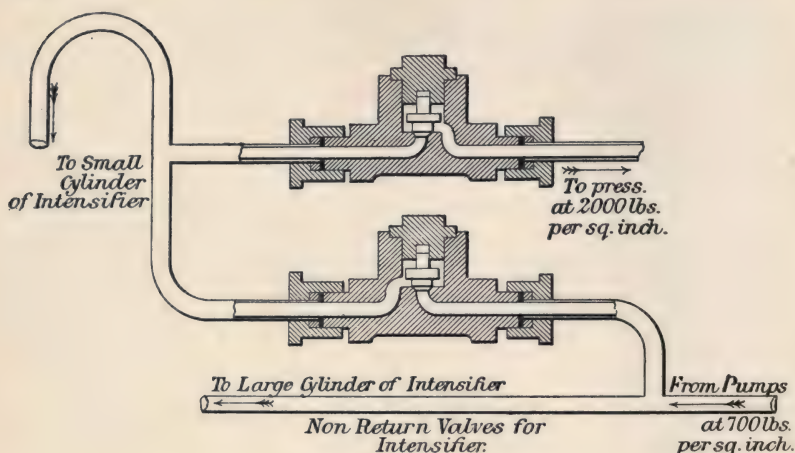 To Small
Cylinder
of Intensifier
To press.
at 2000 lbs.
per sq. inch.
To Large Cylinder of Intensifier
From Pumps
at 700 lbs.
per sq. inch.
Non Return Valves for
Intensifier.